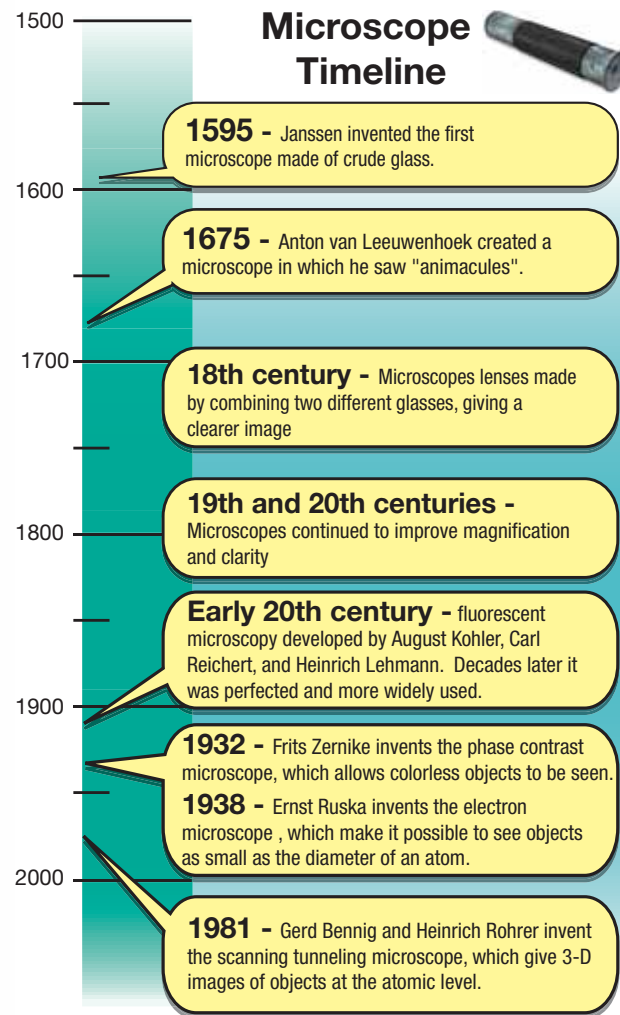 Microscope
Timeline
1500
1595 - Janssen invented the first
microscope made of crude glass.
1600
1675 - Anton van Leeuwenhoek created a
microscope in which he saw "animacules".
1700
18th century - Microscopes lenses made
by combining two different glasses, giving a
clearer image
19th and 20th centuries -
Microscopes continued to improve magnification
and clarity
1800
Early 20th century - fluorescent
microscopy developed by August Kohler, Carl
Reichert, and Heinrich Lehmann. Decades later it
was perfected and more widely used.
1900
1932 - Frits Zernike invents the phase contrast
microscope, which allows colorless objects to be seen.
1938 - Ernst Ruska invents the electron
microscope , which make it possible to see objects
as small as the diameter of an atom.
2000
1981 - Gerd Bennig and Heinrich Rohrer invent
the scanning tunneling microscope, which give 3-D
images of objects at the atomic level.